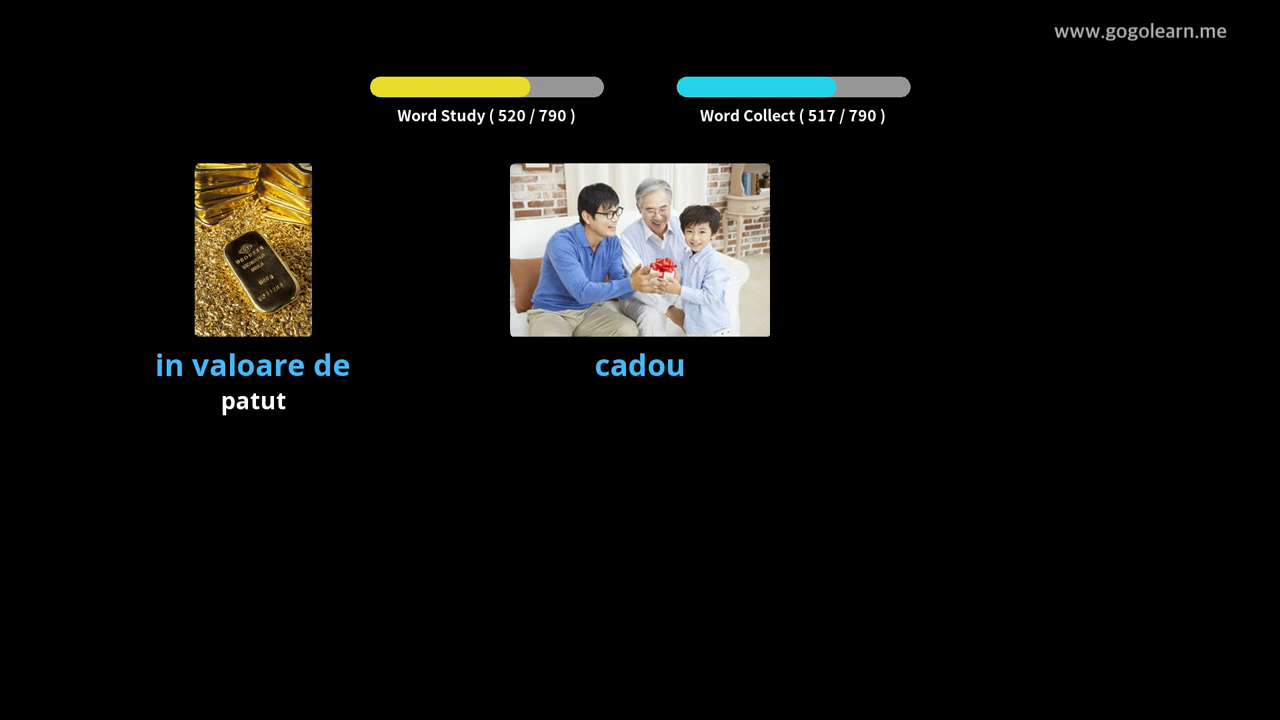 www.gogolearn.me
Word Study ( 520 / 790 )
Word Collect ( 517 / 790 )
in valoare de
patut
cadou